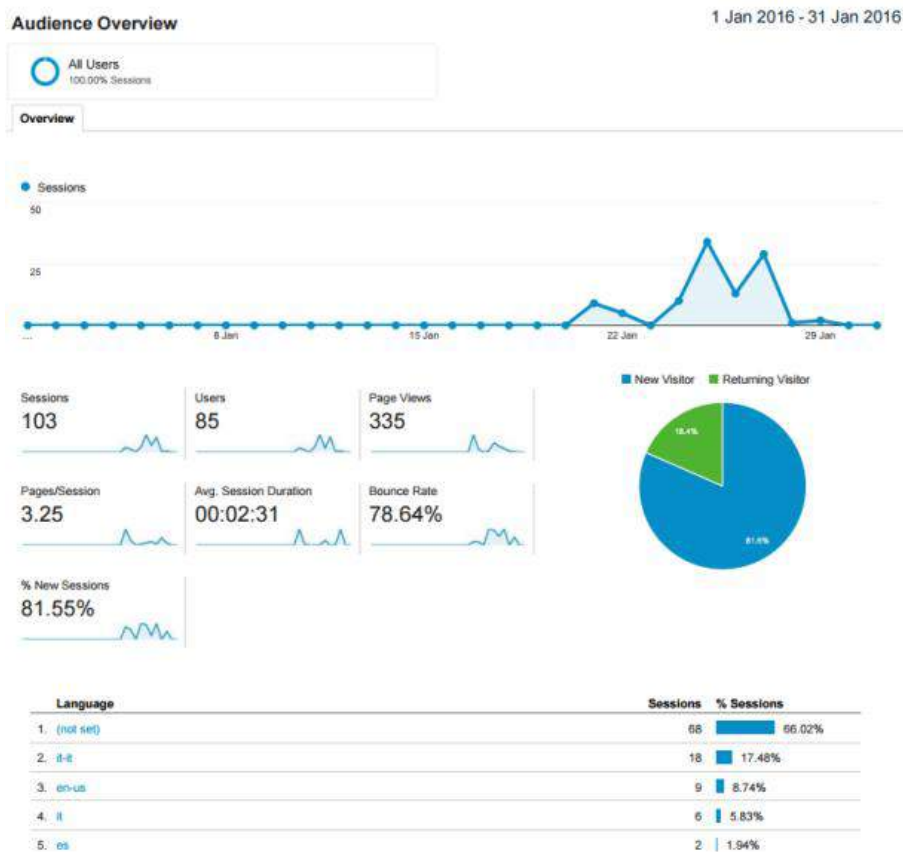 Audience Overview
1 Jan 2016 - 31 Jan 2016
All Users
100.00% Sessions
Overview
Sessions
50
25
...
8 Jan
15 Jan
22 Jan
29 Jan
Sessions
103
Users
85
Page Views
335
Pages/Session
3.25
Avg. Session Duration
00:02:31
Bounce Rate
78.64%
% New Sessions
81.55%
New Visitor
Returning Visitor
18.4%
81.6%
Language Sessions % Sessions
1. (not set) 68 66.02%
2. it-it 18 17.48%
3. en-us 9 8.74%
4. it 6 5.83%
5. es 2 1.94%